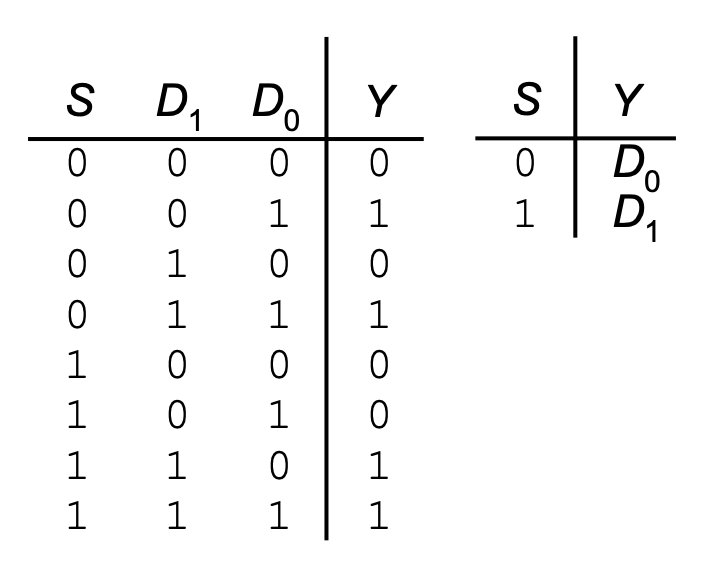 S D₁ D₀ Y
0 0 0 0
0 0 1 1
0 1 0 0
0 1 1 1
1 0 0 0
1 0 1 0
1 1 0 1
1 1 1 1
S Y
0 D₀
1 D₁